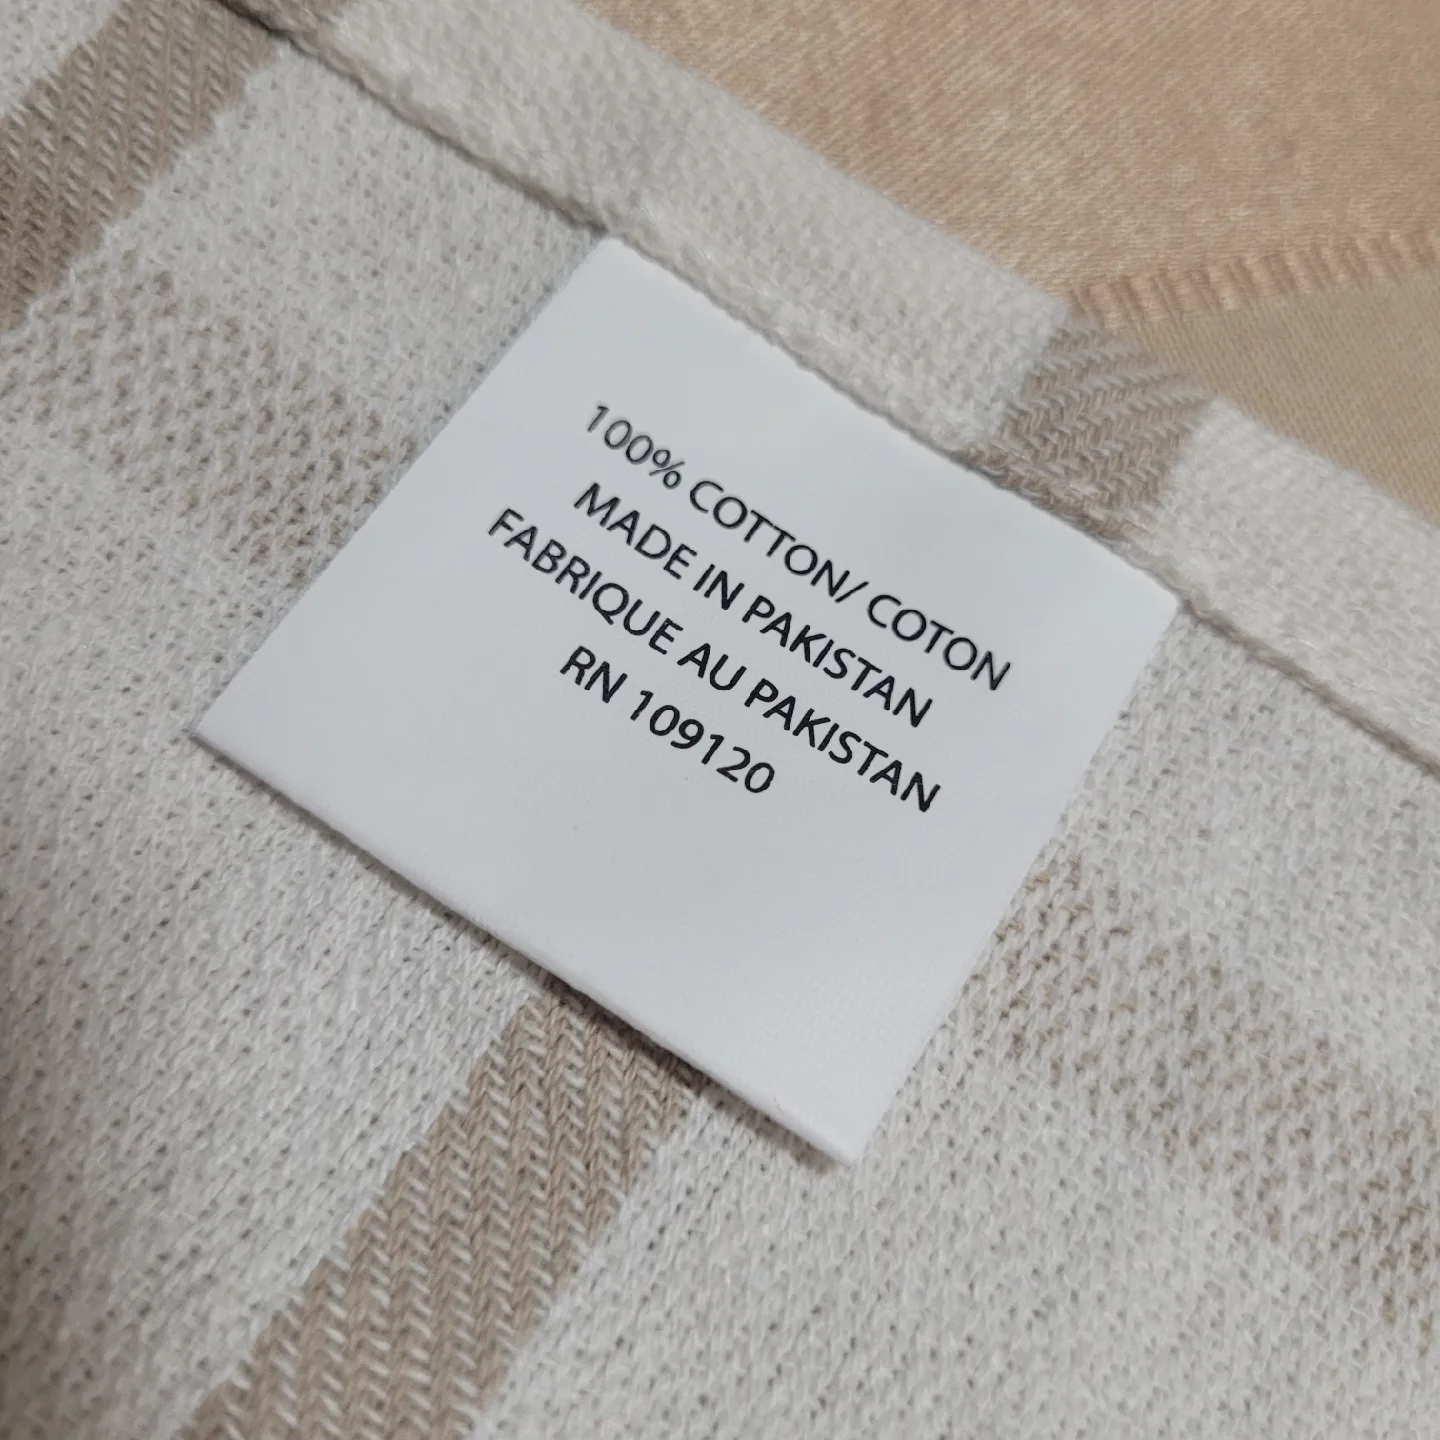 100% COTTON/ COTON
MADE IN PAKISTAN
FABRIQUE AU PAKISTAN
RN 109120